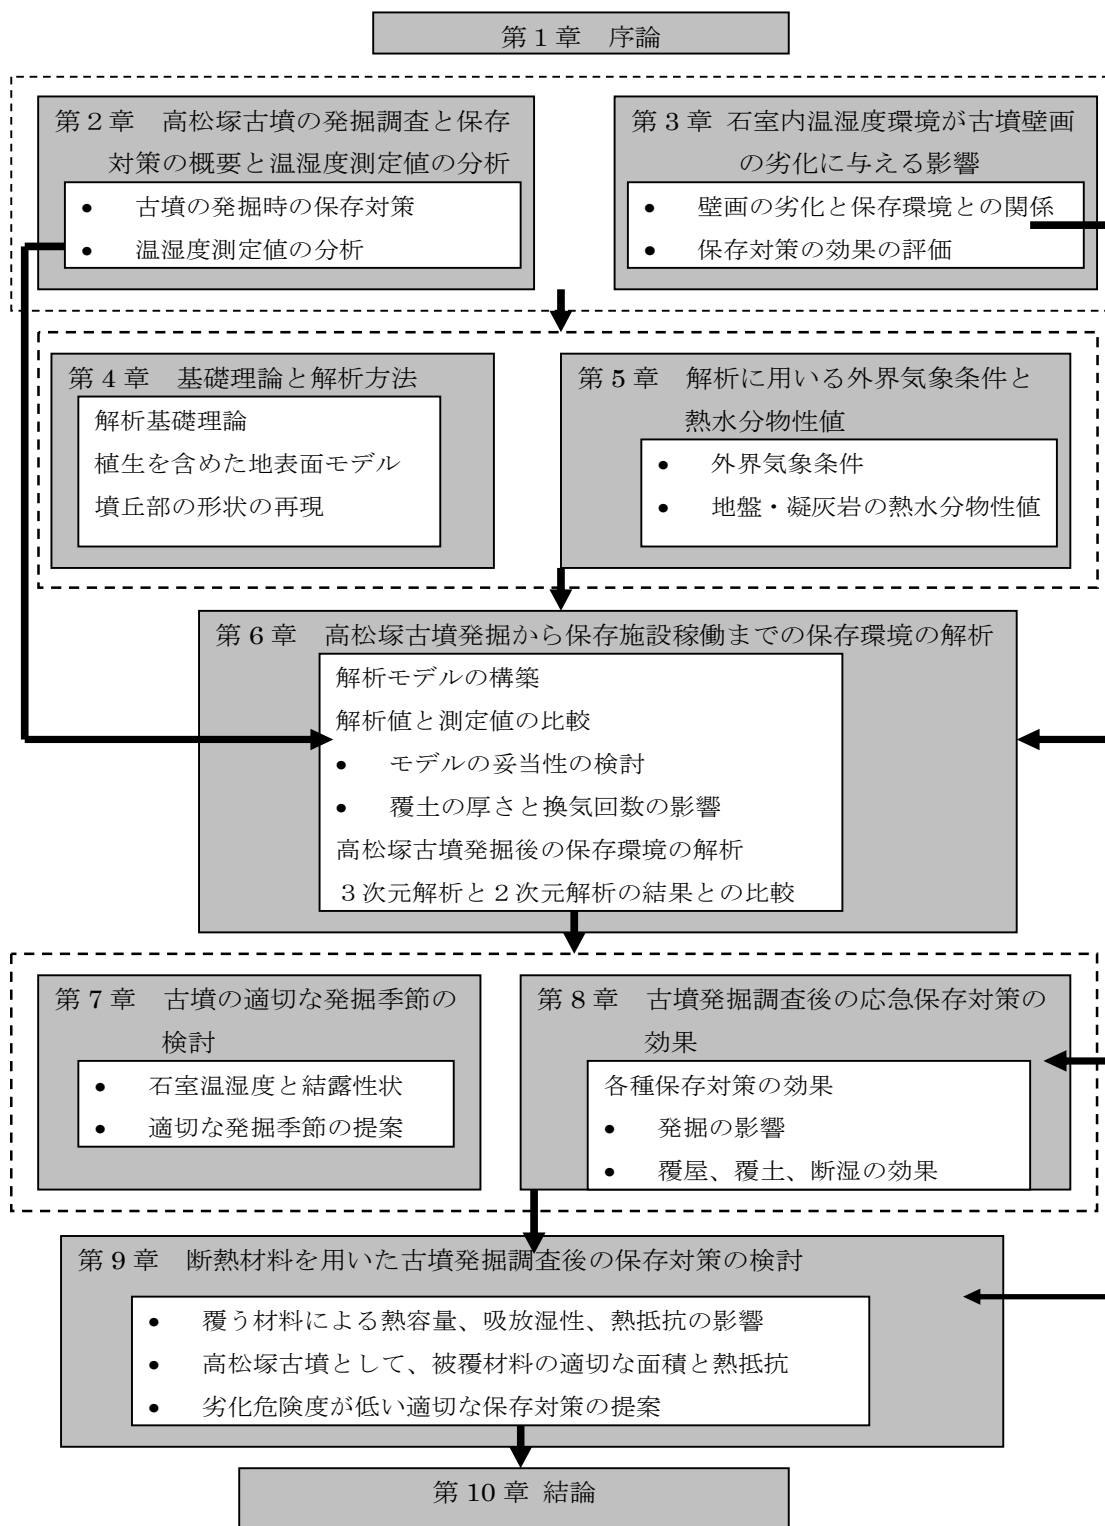 第1章 序論
第2章 高松塚古墳の発掘調査と保存
対策の概要と温湿度測定値の分析
• 古墳の発掘時の保存対策
• 温湿度測定値の分析
第3章 石室内温湿度環境が古墳壁画
の劣化に与える影響
• 壁画の劣化と保存環境との関係
• 保存対策の効果の評価
第4章 基礎理論と解析方法
解析基礎理論
植生を含めた地表面モデル
墳丘部の形状の再現
第5章 解析に用いる外界気象条件と
熱水分物性値
• 外界気象条件
• 地盤・凝灰岩の熱水分物性値
第6章 高松塚古墳発掘から保存施設稼働までの保存環境の解析
解析モデルの構築
解析値と測定値の比較
• モデルの妥当性の検討
• 覆土の厚さと換気回数の影響
高松塚古墳発掘後の保存環境の解析
３次元解析と２次元解析の結果との比較
第7章 古墳の適切な発掘季節の
検討
• 石室温湿度と結露性状
• 適切な発掘季節の提案
第8章 古墳発掘調査後の応急保存対策の
効果
各種保存対策の効果
• 発掘の影響
• 覆屋、覆土、断湿の効果
第9章 断熱材料を用いた古墳発掘調査後の保存対策の検討
• 覆う材料による熱容量、吸放湿性、熱抵抗の影響
• 高松塚古墳として、被覆材料の適切な面積と熱抵抗
• 劣化危険度が低い適切な保存対策の提案
第10章 結論